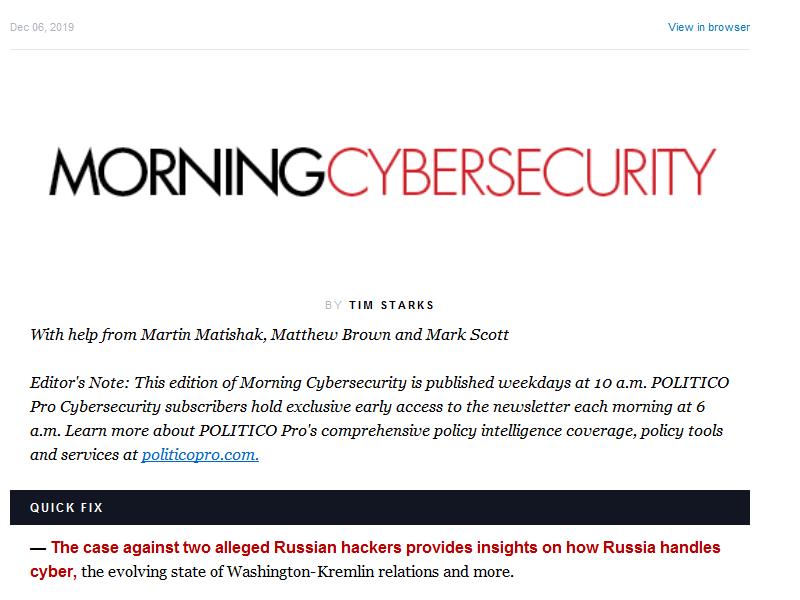 Dec 06, 2019
View in browser
MORNINGCYBERSECURITY
BY TIM STARKS
With help from Martin Matishak, Matthew Brown and Mark Scott
Editor's Note: This edition of Morning Cybersecurity is published weekdays at 10 a.m. POLITICO
Pro Cybersecurity subscribers hold exclusive early access to the newsletter each morning at 6
a.m. Learn more about POLITICO Pro's comprehensive policy intelligence coverage, policy tools
and services at politicopro.com.
QUICK FIX
— The case against two alleged Russian hackers provides insights on how Russia handles
cyber, the evolving state of Washington-Kremlin relations and more.